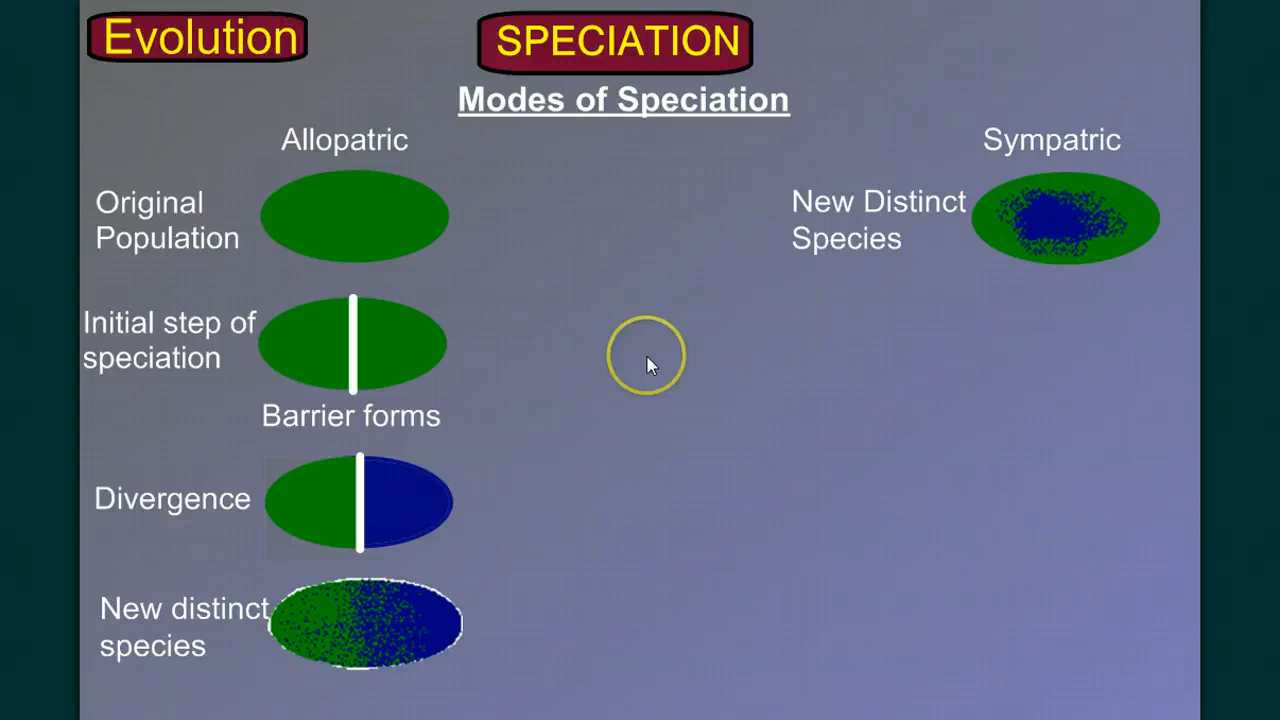 Evolution
SPECIATION
Modes of Speciation
Allopatric
Sympatric
Original
Population
New Distinct
Species
Initial step of
speciation
Barrier forms
Divergence
New distinct
species